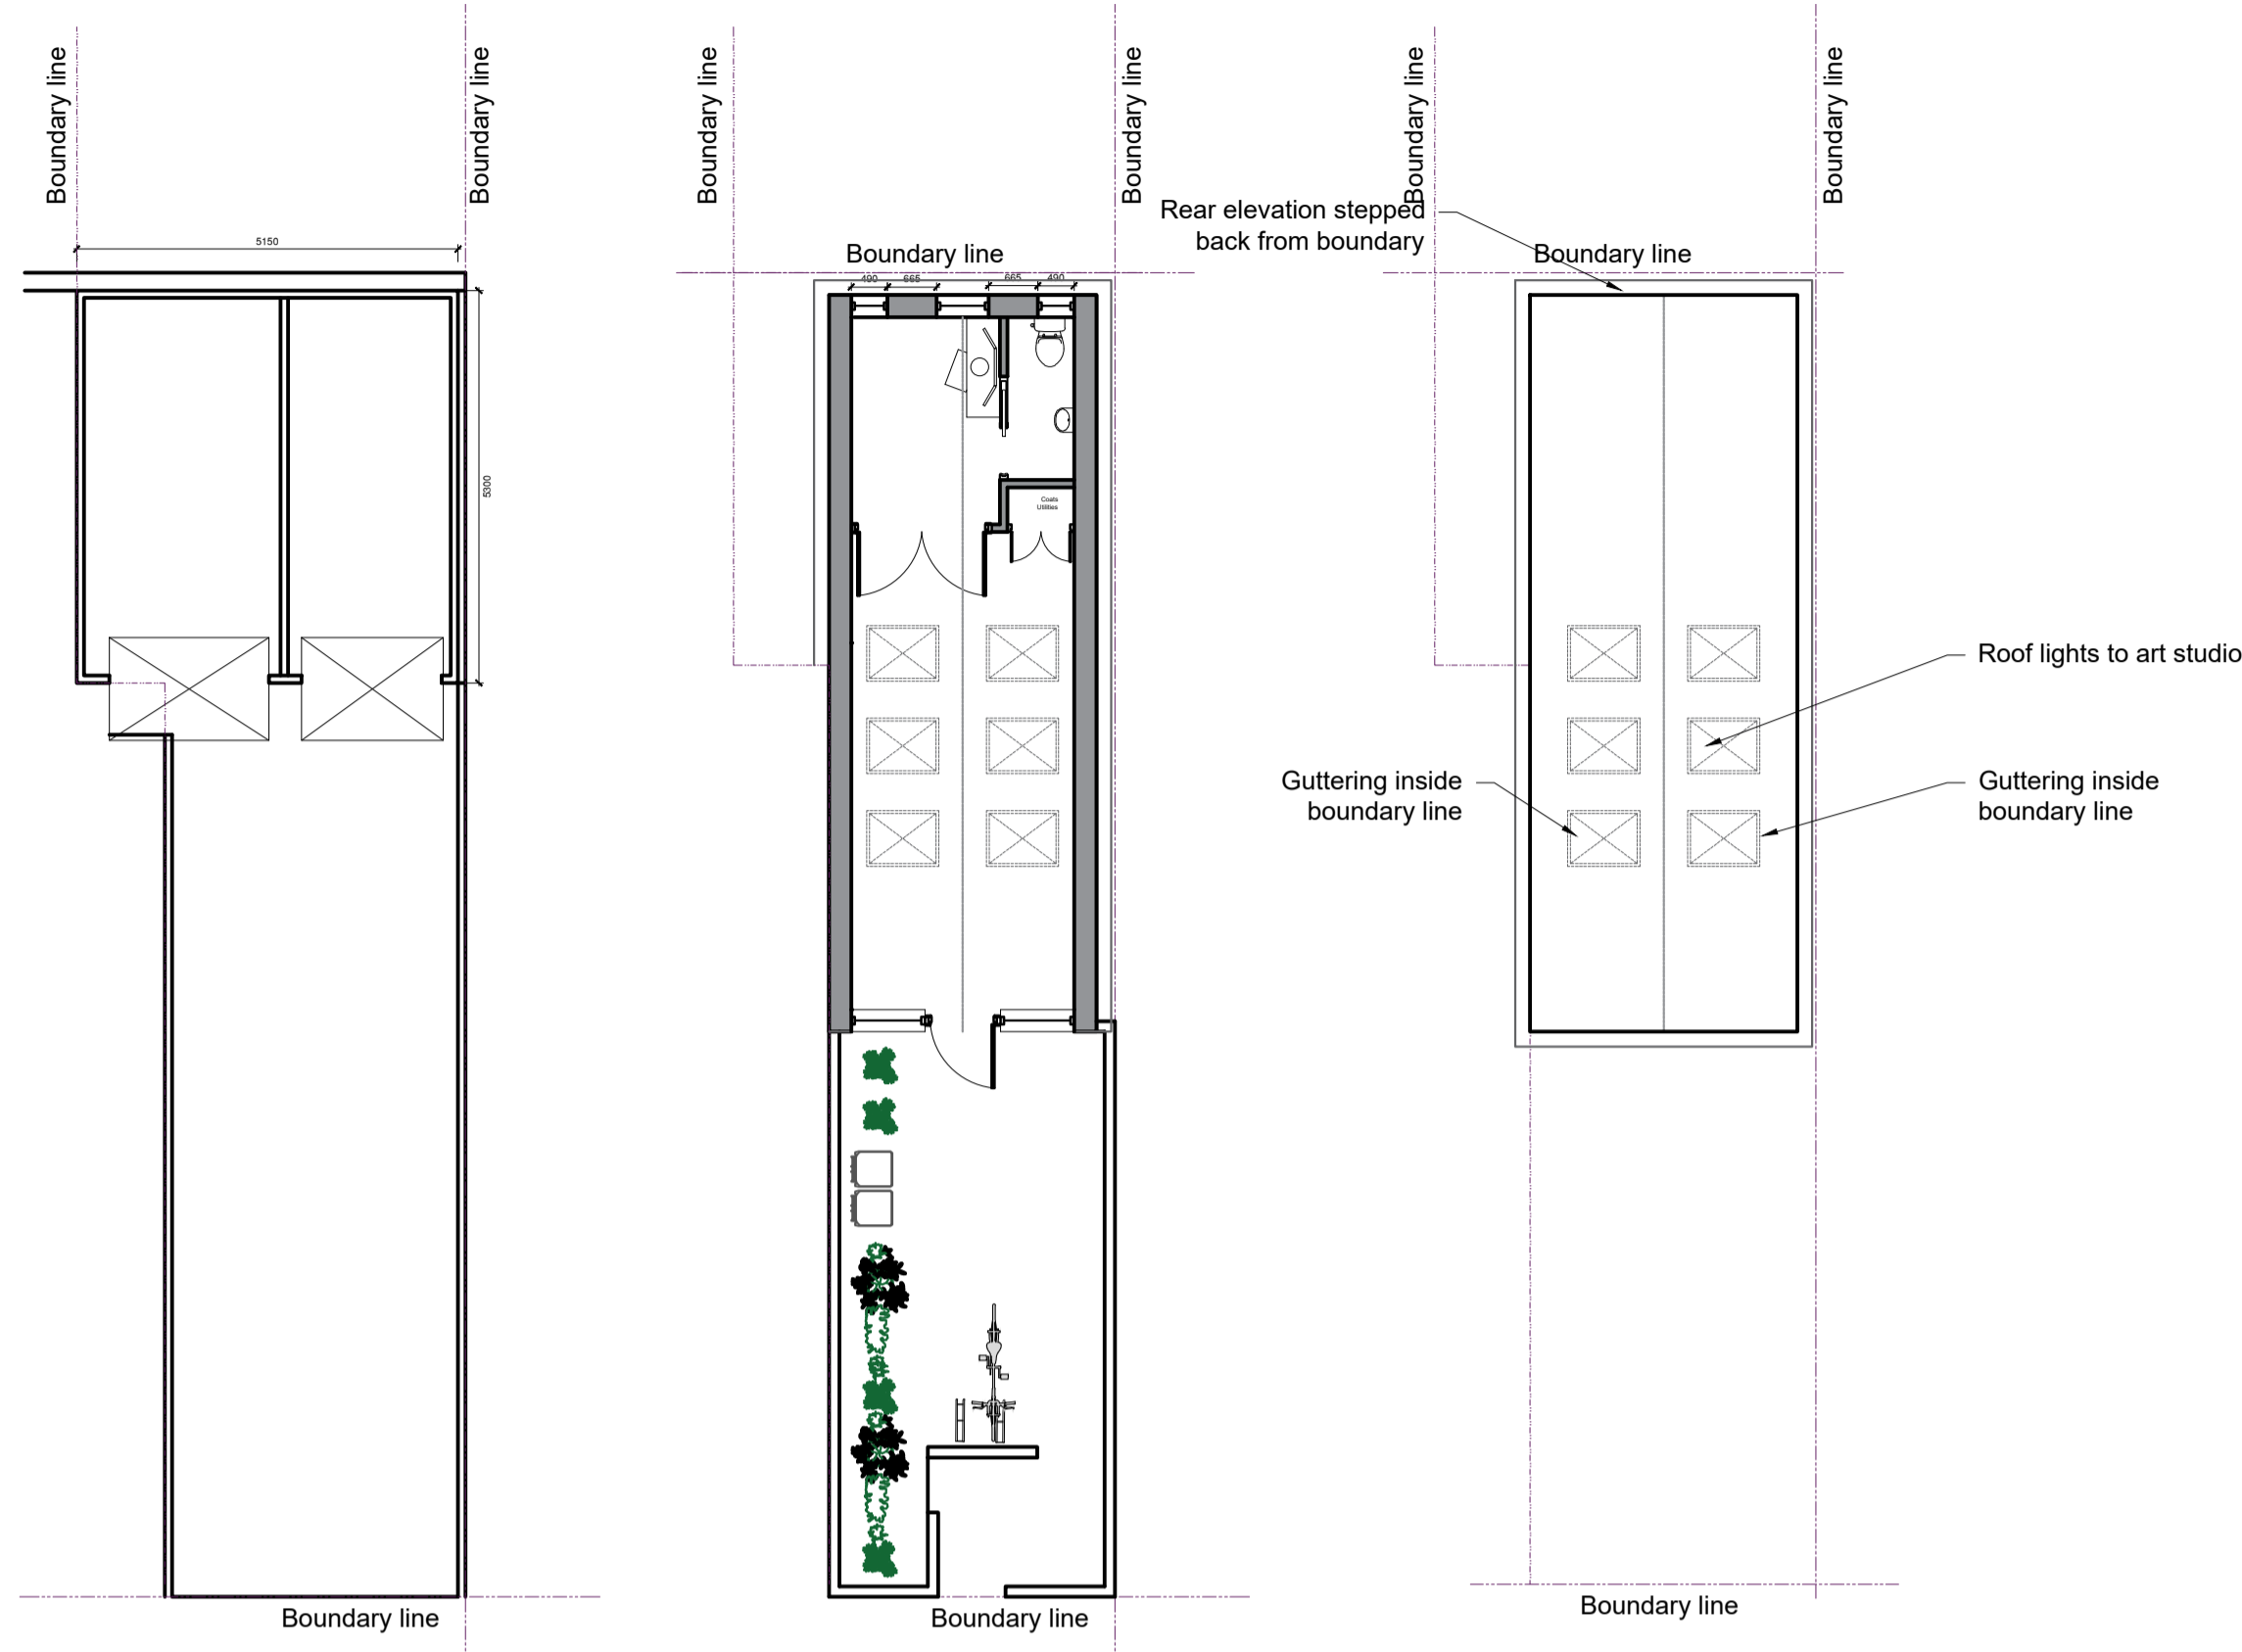 Boundary line
Boundary line
5150
5300
Boundary line
Boundary line
Boundary line
Boundary line
490
665
665
490
Coats
Utilities
Boundary line
Boundary line
Boundary line
Rear elevation stepped
back from boundary
Boundary line
Roof lights to art studio
Guttering inside
boundary line
Guttering inside
boundary line
Boundary line